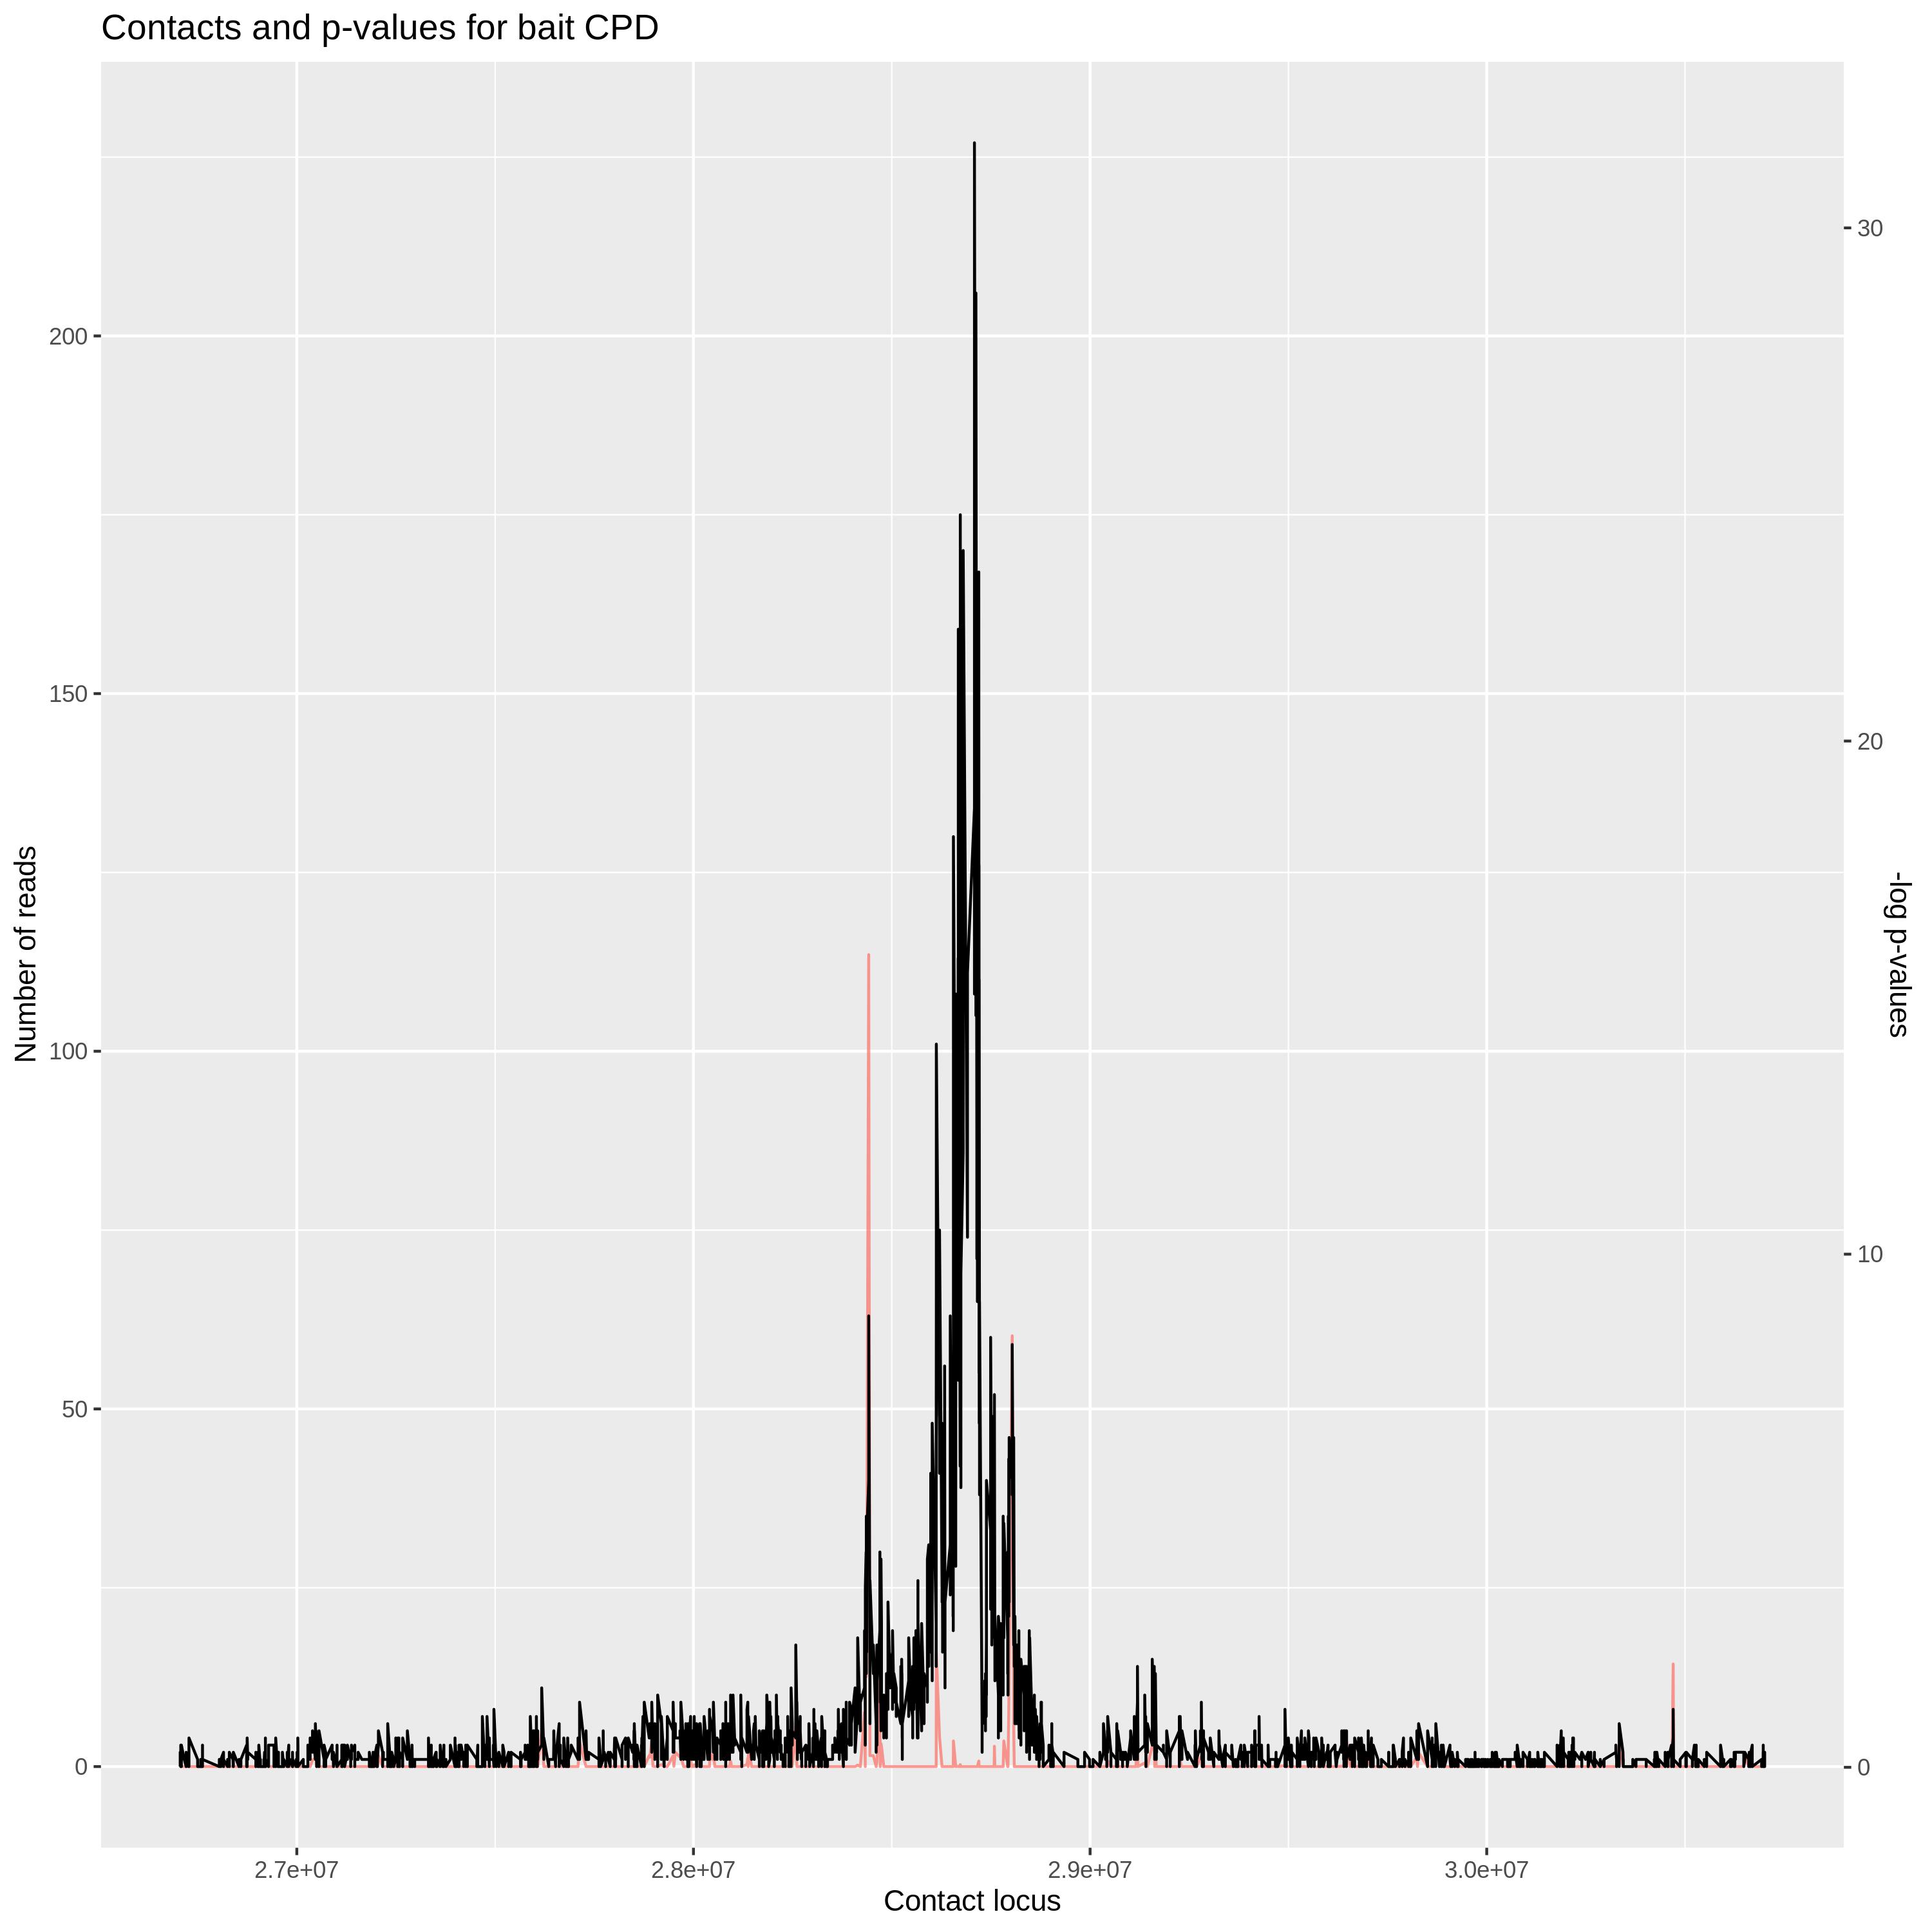 Contacts and p-values for bait CPD
200
150
100
50
0
Number of reads
30
20
10
0
-log p-values
2.7e+07
2.8e+07
2.9e+07
3.0e+07
Contact locus